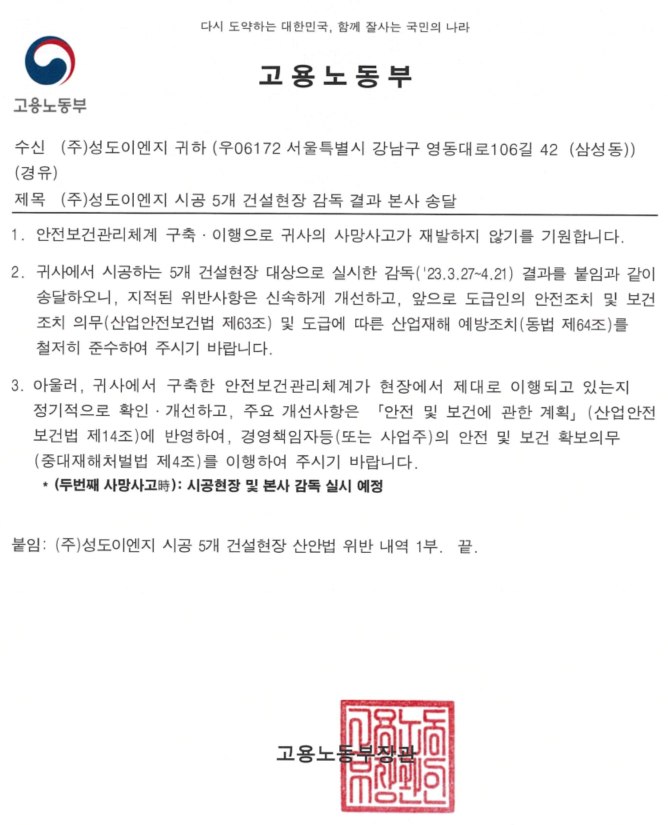 다시 도약하는 대한민국, 함께 잘사는 국민의 나라
고용노동부
고용노동부
수신 (주)성도이엔지 귀하 (우06172 서울특별시 강남구 영동대로106길 42 (삼성동))
(경유)
제목 (주)성도이엔지 시공 5개 건설현장 감독 결과 본사 송달
1. 안전보건관리체계 구축·이행으로 귀사의 사망사고가 재발하지 않기를 기원합니다.
2. 귀사에서 시공하는 5개 건설현장 대상으로 실시한 감독('23.3.27~4.21) 결과를 붙임과 같이
송달하오니, 지적된 위반사항은 신속하게 개선하고, 앞으로 도급인의 안전조치 및 보건
조치 의무(산업안전보건법 제63조) 및 도급에 따른 산업재해 예방조치(동법 제64조)를
철저히 준수하여 주시기 바랍니다.
3. 아울러, 귀사에서 구축한 안전보건관리체계가 현장에서 제대로 이행되고 있는지
정기적으로 확인·개선하고, 주요 개선사항은 「안전 및 보건에 관한 계획」(산업안전
보건법 제14조)에 반영하여, 경영책임자등(또는 사업주)의 안전 및 보건 확보의무
(중대재해처벌법 제4조)를 이행하여 주시기 바랍니다.
* (두번째 사망사고時): 시공현장 및 본사 감독 실시 예정
붙임: (주)성도이엔지 시공 5개 건설현장 산안법 위반 내역 1부. 끝.
고용노동부장관